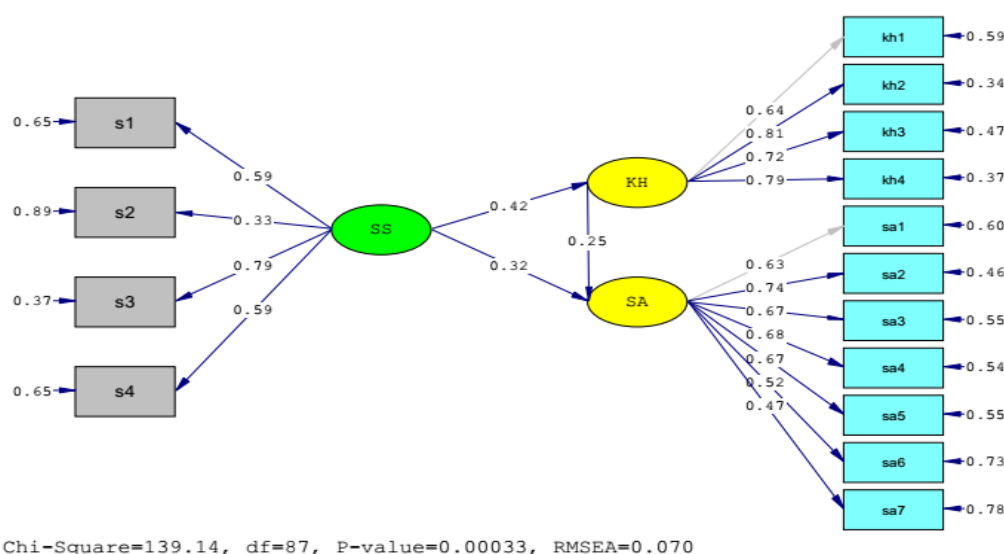 kh1
0.59
kh2
0.34
0.64
s1
0.65
0.81
kh3
0.47
0.72
0.59
KH
0.79
kh4
0.37
s2
0.89
0.33
0.42
SS
0.25
sa1
0.60
0.79
0.32
0.63
sa2
0.46
0.74
s3
0.37
SA
0.67
sa3
0.55
0.59
0.68
0.67
sa4
0.54
0.52
s4
0.65
0.47
sa5
0.55
sa6
0.73
sa7
0.78
Chi-Square=139.14, df=87, P-value=0.00033, RMSEA=0.070